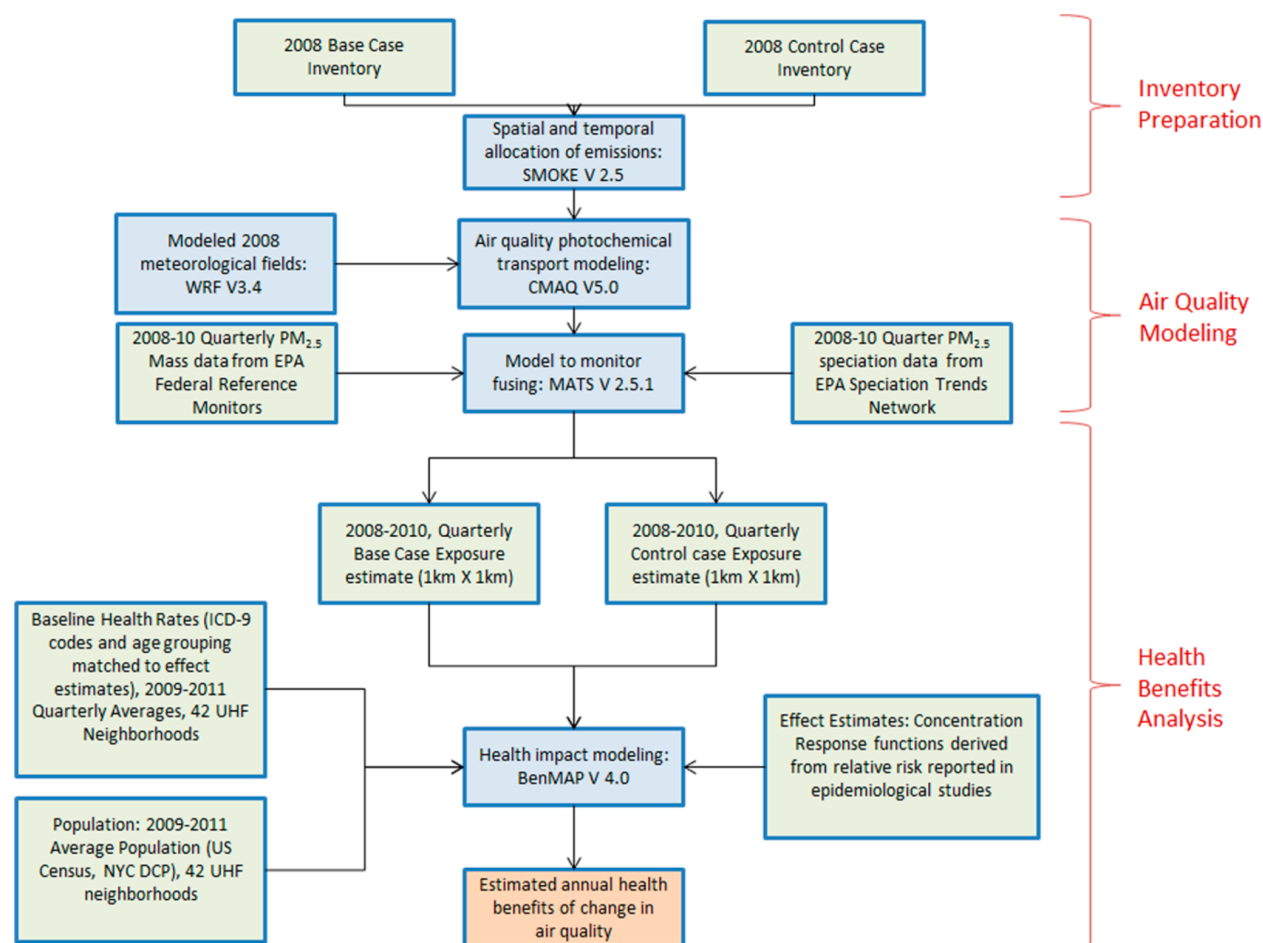 2008 Base Case
Inventory
2008 Control Case
Inventory
Inventory
Preparation
Spatial and temporal
allocation of emissions:
SMOKE V 2.5
Modeled 2008
meteorological fields:
WRF V3.4
Air quality photochemical
transport modeling:
CMAQ V5.0
Air Quality
Modeling
2008-10 Quarterly PM2.5
Mass data from EPA
Federal Reference
Monitors
Model to monitor
fusing: MATS V 2.5.1
2008-10 Quarter PM2.5
speciation data from
EPA Speciation Trends
Network
2008-2010, Quarterly
Base Case Exposure
estimate (1km X 1km)
2008-2010, Quarterly
Control case Exposure
estimate (1km X 1km)
Baseline Health Rates (ICD-9
codes and age grouping
matched to effect
estimates), 2009-2011
Quarterly Averages, 42 UHF
Neighborhoods
Health
Benefits
Analysis
Health impact modeling:
BenMAP V 4.0
Effect Estimates: Concentration
Response functions derived
from relative risk reported in
epidemiological studies
Population: 2009-2011
Average Population (US
Census, NYC DCP), 42 UHF
neighborhoods
Estimated annual health
benefits of change in
air quality